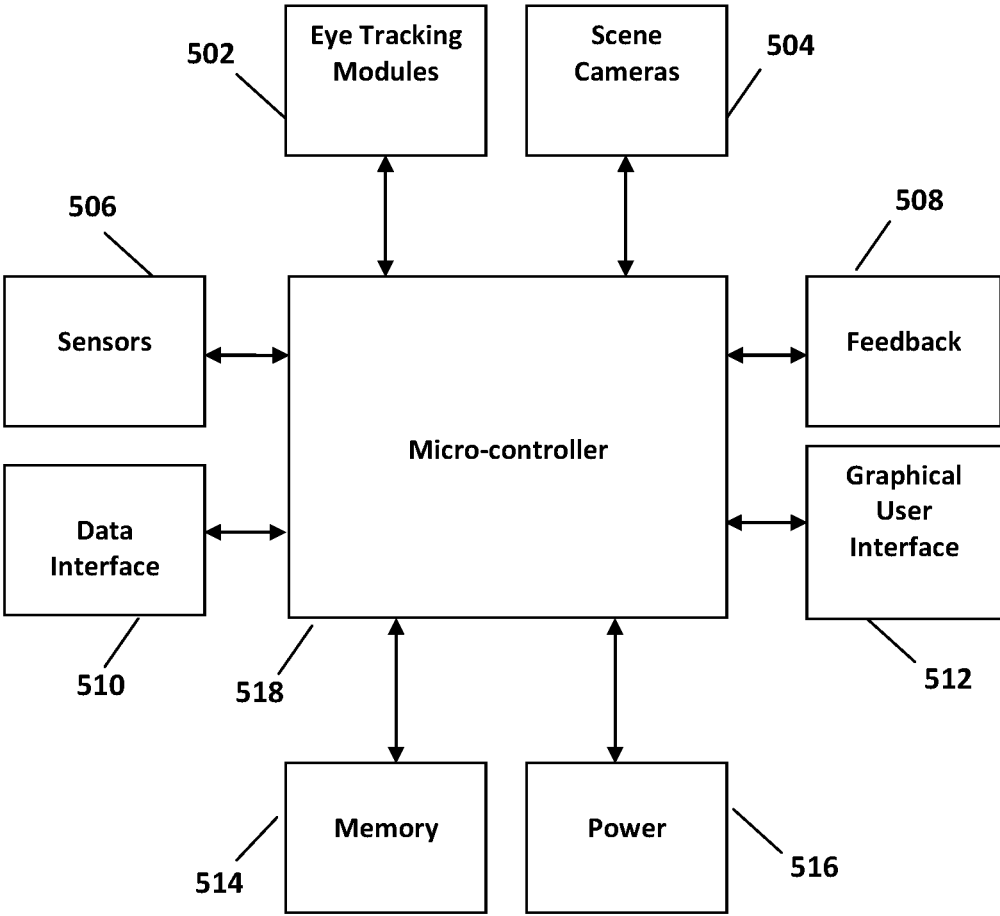 Eye Tracking
Modules
Scene
Cameras
502
504
506
508
Sensors
Feedback
Micro-controller
Data
Interface
Graphical
User
Interface
510
518
512
Memory
Power
514
516